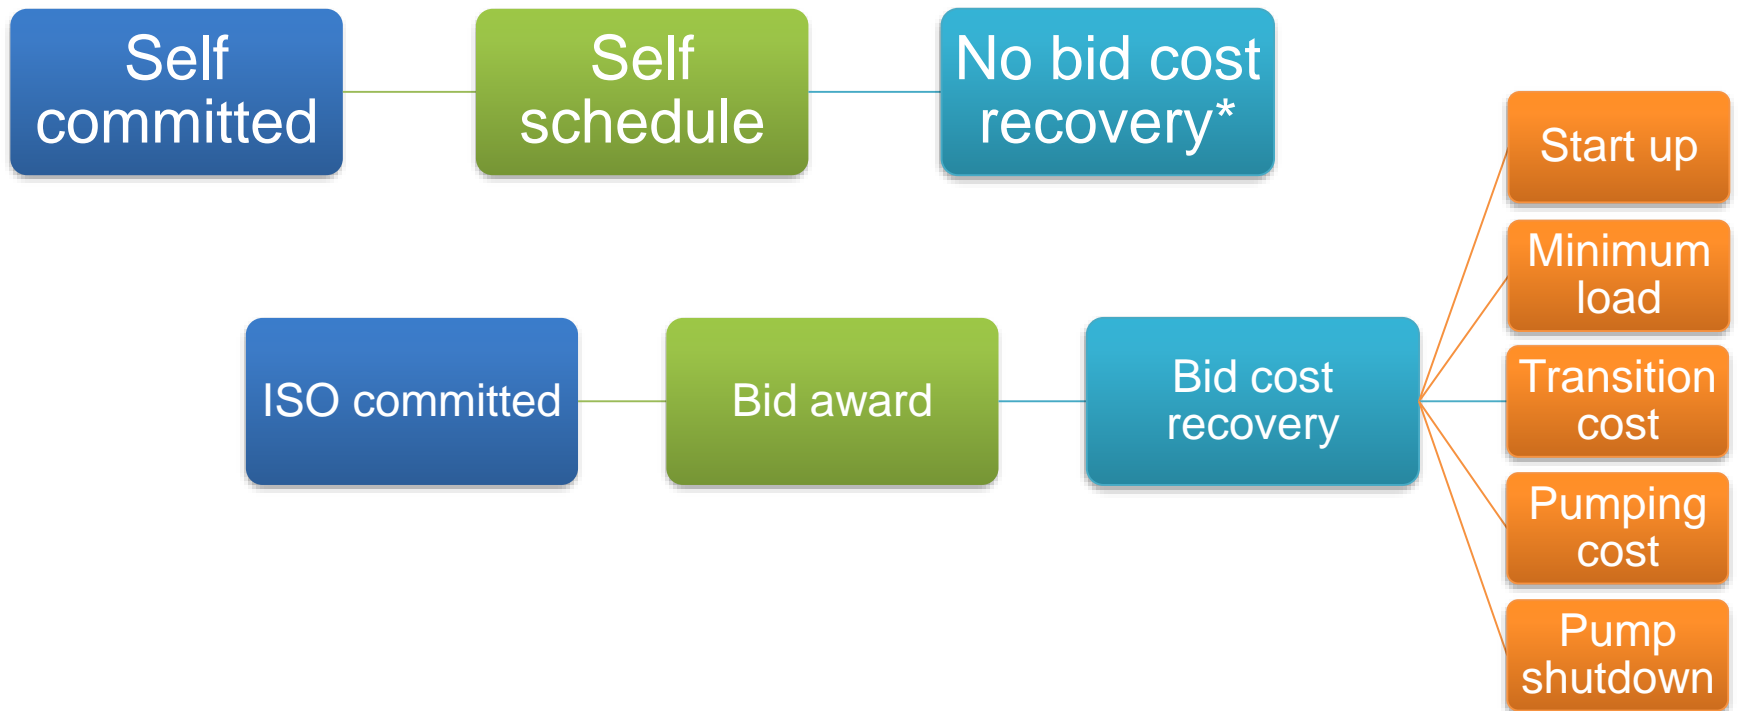 Self
committed
Self
schedule
No bid cost
recovery*
ISO committed
Bid award
Bid cost
recovery
Start up
Minimum
load
Transition
cost
Pumping
cost
Pump
shutdown